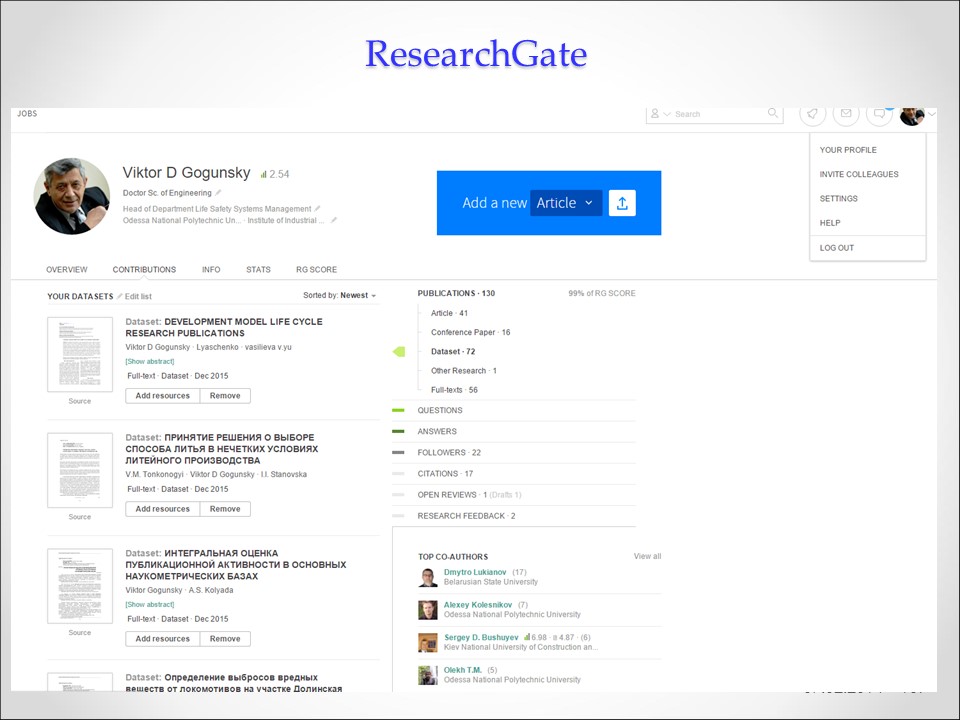 ResearchGate
JOBS
Search
YOUR PROFILE
INVITE COLLEAGUES
SETTINGS
HELP
LOG OUT
Viktor D Gogunsky 2.54
Doctor Sc. of Engineering
Head of Department Life Safety Systems Management
Odessa National Polytechnic Un... · Institute of Industrial ...
Add a new Article
OVERVIEW CONTRIBUTIONS INFO STATS RG SCORE
YOUR DATASETS Edit list Sorted by: Newest
Dataset: DEVELOPMENT MODEL LIFE CYCLE
RESEARCH PUBLICATIONS
Viktor D Gogunsky · Lyaschenko · vasilieva v.yu
[Show abstract]
Full-text · Dataset · Dec 2015
Add resources Remove
Source
Dataset: ПРИНЯТИЕ РЕШЕНИЯ О ВЫБОРЕ
СПОСОБА ЛИТЬЯ В НЕЧЕТКИХ УСЛОВИЯХ
ЛИТЕЙНОГО ПРОИЗВОДСТВА
V.M. Tonkonogyi · Viktor D Gogunsky · I.I. Stanovska
Full-text · Dataset · Dec 2015
Add resources Remove
Source
Dataset: ИНТЕГРАЛЬНАЯ ОЦЕНКА
ПУБЛИКАЦИОННОЙ АКТИВНОСТИ В ОСНОВНЫХ
НАУКОМЕТРИЧЕСКИХ БАЗАХ
Viktor Gogunsky · A.S. Kolyada
[Show abstract]
Full-text · Dataset · Dec 2015
Add resources Remove
Source
Dataset: Определение выбросов вредных
веществ от локомотивов на участке Долинская
PUBLICATIONS · 130 99% of RG SCORE
Article · 41
Conference Paper · 16
Dataset · 72
Other Research · 1
Full-texts · 56
QUESTIONS
ANSWERS
FOLLOWERS · 22
CITATIONS · 17
OPEN REVIEWS · 1 (Drafts 1)
RESEARCH FEEDBACK · 2
TOP CO-AUTHORS View all
Dmytro Lukianov (17)
Belarusian State University
Alexey Kolesnikov (7)
Odessa National Polytechnic University
Sergey D. Bushuyev 6.98 · 4.87 · (6)
Kiev National University of Construction an...
Olekh T.M. (5)
Odessa National Polytechnic University